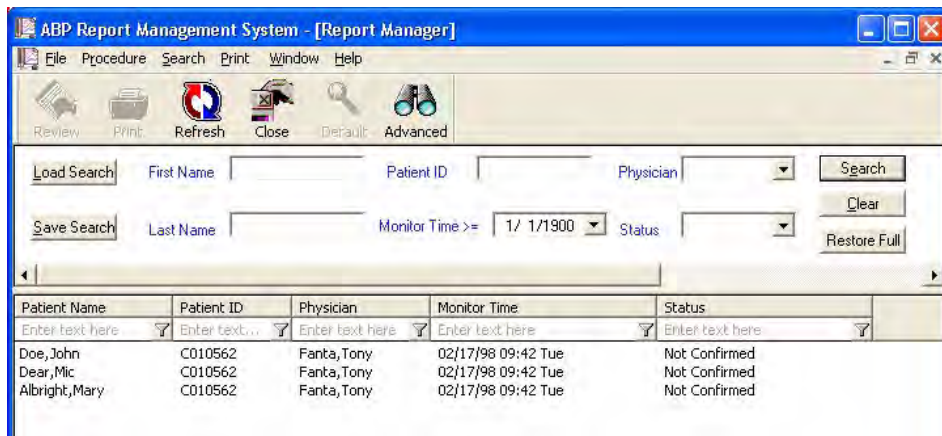 ABP Report Management System - [Report Manager]
File Procedure Search Print Window Help
Review Print Refresh Close Default Advanced
Load Search First Name Patient ID Physician Search
Clear
Save Search Last Name Monitor Time >= 1/ 1/1900 Status
Restore Full
Patient Name Patient ID Physician Monitor Time Status
Enter text here Enter text... Enter text here Enter text here Enter text here
Doe,John C010562 Fanta,Tony 02/17/98 09:42 Tue Not Confirmed
Dear,Mic C010562 Fanta,Tony 02/17/98 09:42 Tue Not Confirmed
Albright,Mary C010562 Fanta,Tony 02/17/98 09:42 Tue Not Confirmed